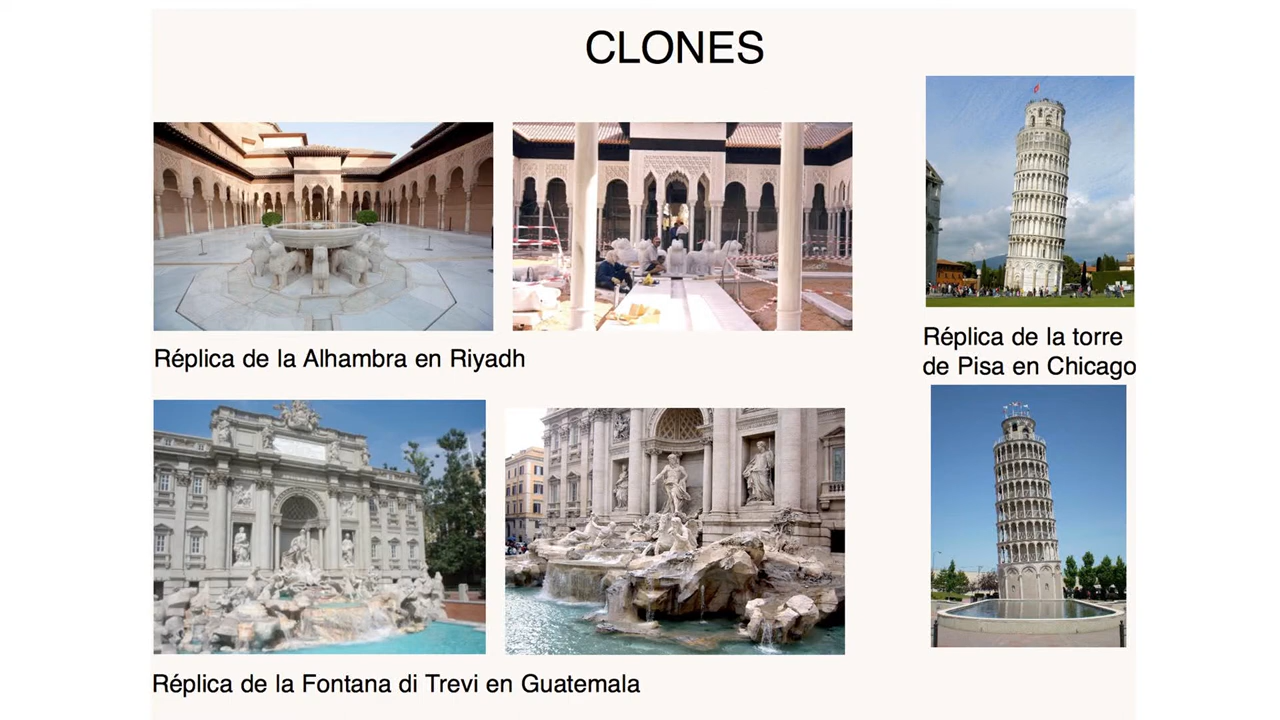 CLONES
Réplica de la Alhambra en Riyadh
Réplica de la torre
de Pisa en Chicago
Réplica de la Fontana di Trevi en Guatemala